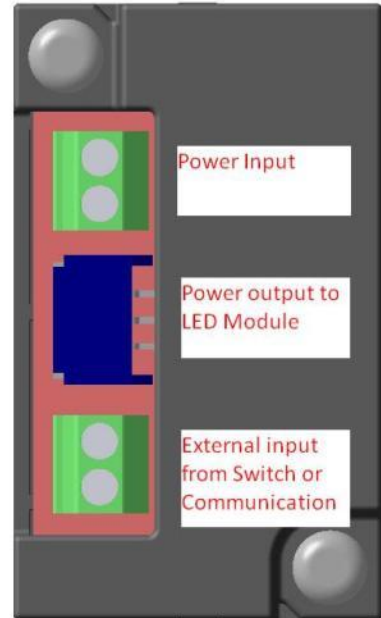 Power Input
Power output to
LED Module
External input
from Switch or
Communication